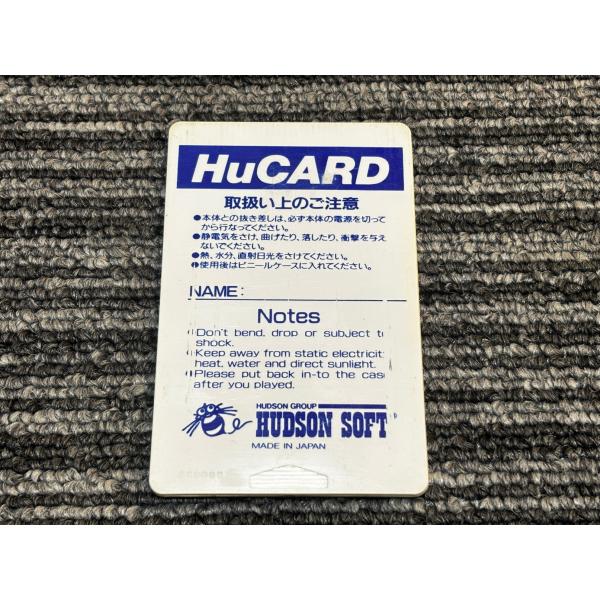 HuCARD
取扱い上のご注意
●本体との抜き差しは、必ず本体の電源を切って
から行なってください。
●静電気をさけ、曲げたり、落したり、衝撃を与え
ないでください。
●熱、水分、直射日光をさけてください。
●使用後はビニールケースに入れてください。
NAME:
Notes
Don't bend, drop or subject to
shock.
Keep away from static electricit
heat, water and direct sunlight.
Please put back in-to the cas
after you played.
HUDSON GROUP
HUDSON SOFT
MADE IN JAPAN